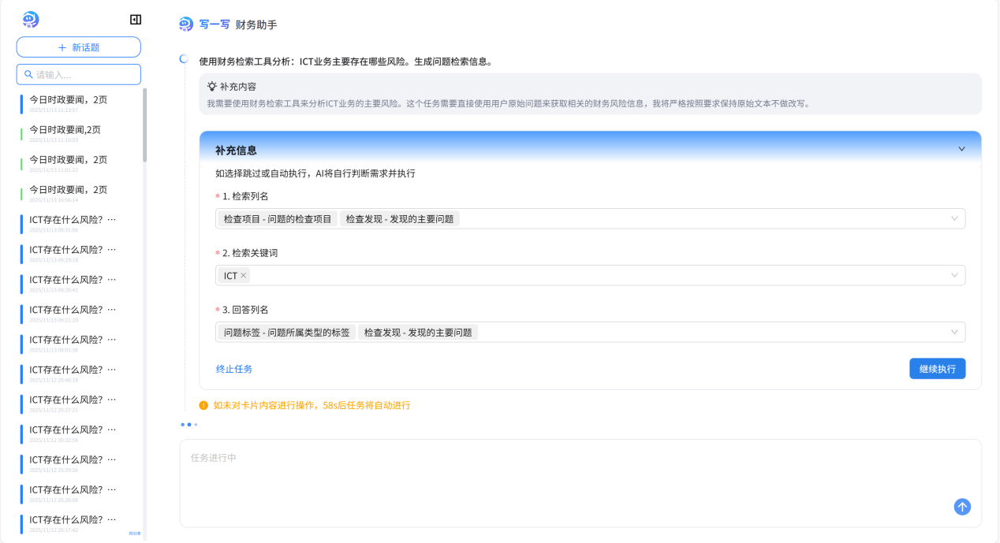 新话题
请输入...
今日时政要闻，2页
2025/11/13 11:13:57
今日时政要闻,2页
2025/11/13 11:10:03
今日时政要闻，2页
2025/11/13 11:01:22
今日时政要闻，2页
2025/11/13 10:56:14
ICT存在什么风险？ ···
2025/11/13 09:31:56
ICT存在什么风险？ ···
2025/11/13 09:29:18
ICT存在什么风险？ ···
2025/11/13 09:26:41
ICT存在什么风险？ ···
2025/11/13 09:21:20
ICT存在什么风险？ ···
2025/11/13 09:01:38
ICT存在什么风险？ ···
2025/11/12 20:46:18
ICT存在什么风险？ ···
2025/11/12 20:37:21
ICT存在什么风险？ ···
2025/11/12 20:32:56
ICT存在什么风险？ ···
2025/11/12 20:29:56
ICT存在什么风险？ ···
2025/11/12 20:20:06
ICT存在什么风险？ ···
2025/11/12 20:17:42
写一写 财务助手
使用财务检索工具分析：ICT业务主要存在哪些风险。生成问题检索信息。
补充内容
我需要使用财务检索工具来分析ICT业务的主要风险。这个任务需要直接使用用户原始问题来获取相关的财务风险信息，我将严格按照要求保持原始文本不做改写。
补充信息
如选择跳过或自动执行，AI将自行判断需求并执行
* 1. 检索列名
检查项目 - 问题的检查项目 检查发现 - 发现的主要问题
* 2. 检索关键词
ICT ×
* 3. 回答列名
问题标签 - 问题所属类型的标签 检查发现 - 发现的主要问题
终止任务 继续执行
如未对卡片内容进行操作，58s后任务将自动进行
任务进行中